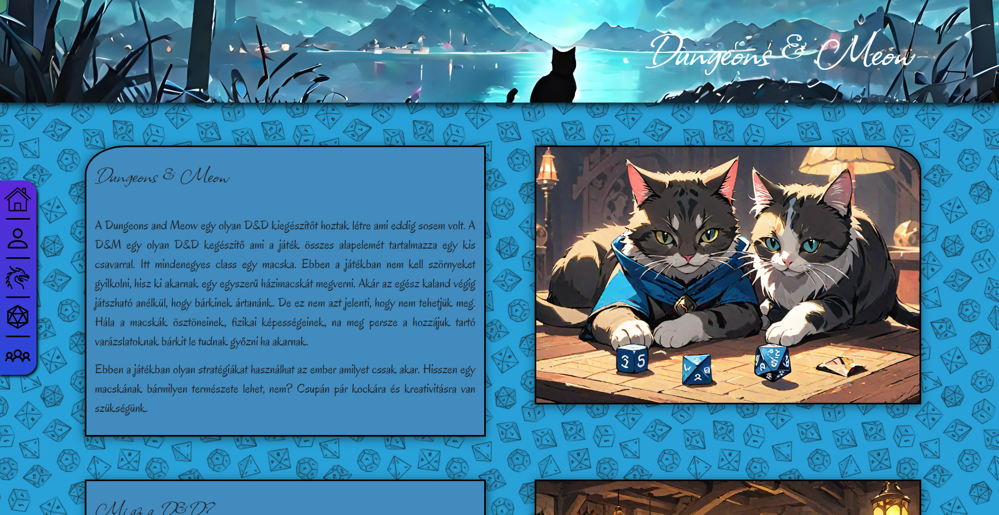 Dungeons & Meow
Dungeons & Meow
A Dungeons and Meow egy olyan D&D kiegészítőt hoztak létre ami eddig sosem volt. A
D&M egy olyan D&D kegészítő ami a játék összes alapelemét tartalmazza egy kis
csavarral. Itt mindenegyes class egy macska. Ebben a játékban nem kell szörnyeket
gyilkolni, hisz ki akarnak egy egyszerű házimacskát megverni. Akár az egész kaland végig
játszható anélkül, hogy bárkinek ártanánk. De ez nem azt jelenti, hogy nem tehetjük meg.
Hála a macskák ösztöneinek, fizikai képességeinek, na meg persze a hozzájuk tartó
varázslatoknak bárkit le tudnak győzni ha akarnak.
Ebben a játékban olyan stratégiákat használhat az ember amilyet cssak akar. Hisszen egy
macskának bármilyen természete lehet, nem? Csupán pár kockára és kreativitásra van
szükségünk.
Mi az a D&D?